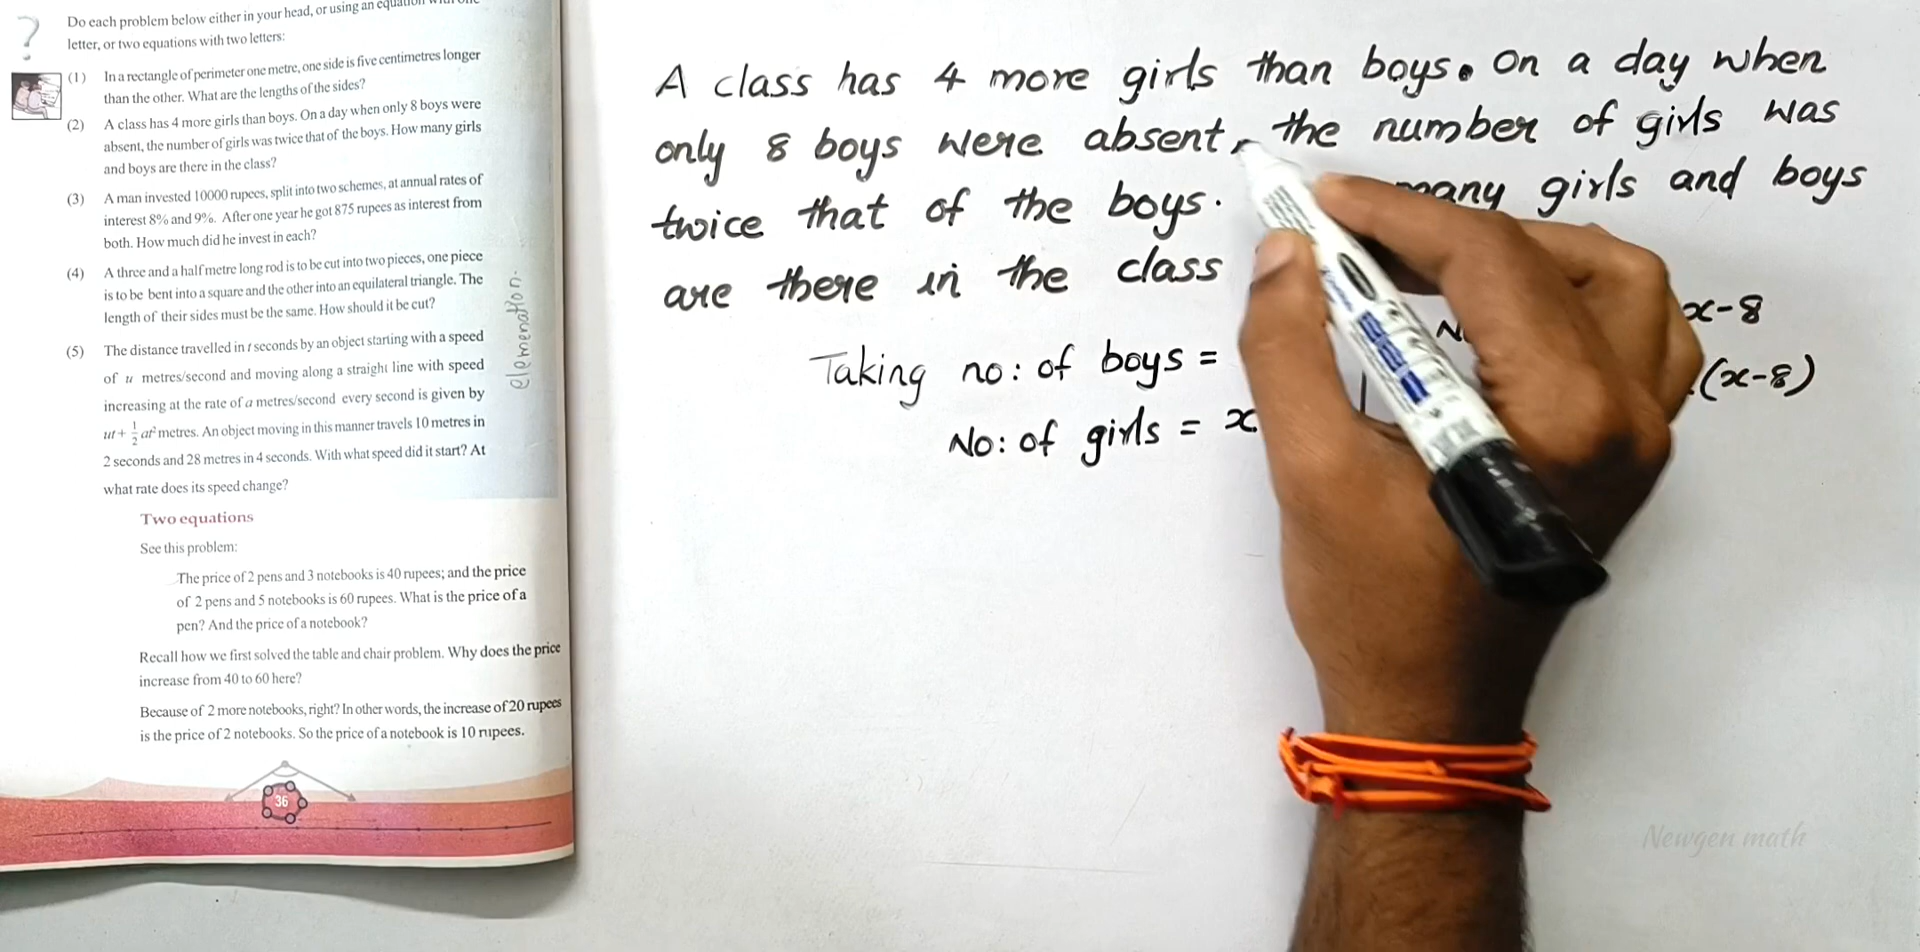 Do each problem below either in your head, or using an equation with one
letter, or two equations with two letters:
(1) In a rectangle of perimeter one metre, one side is five centimetres longer
than the other. What are the lengths of the sides?
(2) A class has 4 more girls than boys. On a day when only 8 boys were
absent, the number of girls was twice that of the boys. How many girls
and boys are there in the class?
(3) A man invested 10000 rupees, split into two schemes, at annual rates of
interest 8% and 9%. After one year he got 875 rupees as interest from
both. How much did he invest in each?
(4) A three and a half metre long rod is to be cut into two pieces, one piece
is to be bent into a square and the other into an equilateral triangle. The
length of their sides must be the same. How should it be cut?
(5) The distance travelled in t seconds by an object starting with a speed
of u metres/second and moving along a straight line with speed
increasing at the rate of a metres/second every second is given by
ut + 1/2 at² metres. An object moving in this manner travels 10 metres in
2 seconds and 28 metres in 4 seconds. With what speed did it start? At
what rate does its speed change?
elemenation.
Two equations
See this problem:
The price of 2 pens and 3 notebooks is 40 rupees; and the price
of 2 pens and 5 notebooks is 60 rupees. What is the price of a
pen? And the price of a notebook?
Recall how we first solved the table and chair problem. Why does the price
increase from 40 to 60 here?
Because of 2 more notebooks, right? In other words, the increase of 20 rupees
is the price of 2 notebooks. So the price of a notebook is 10 rupees.
36
A class has 4 more girls than boys. On a day when
only 8 boys were absent, the number of girls was
twice that of the boys. many girls and boys
are there in the class
Taking no: of boys =
No: of girls = x
x-8
(x-8)
Newgen math